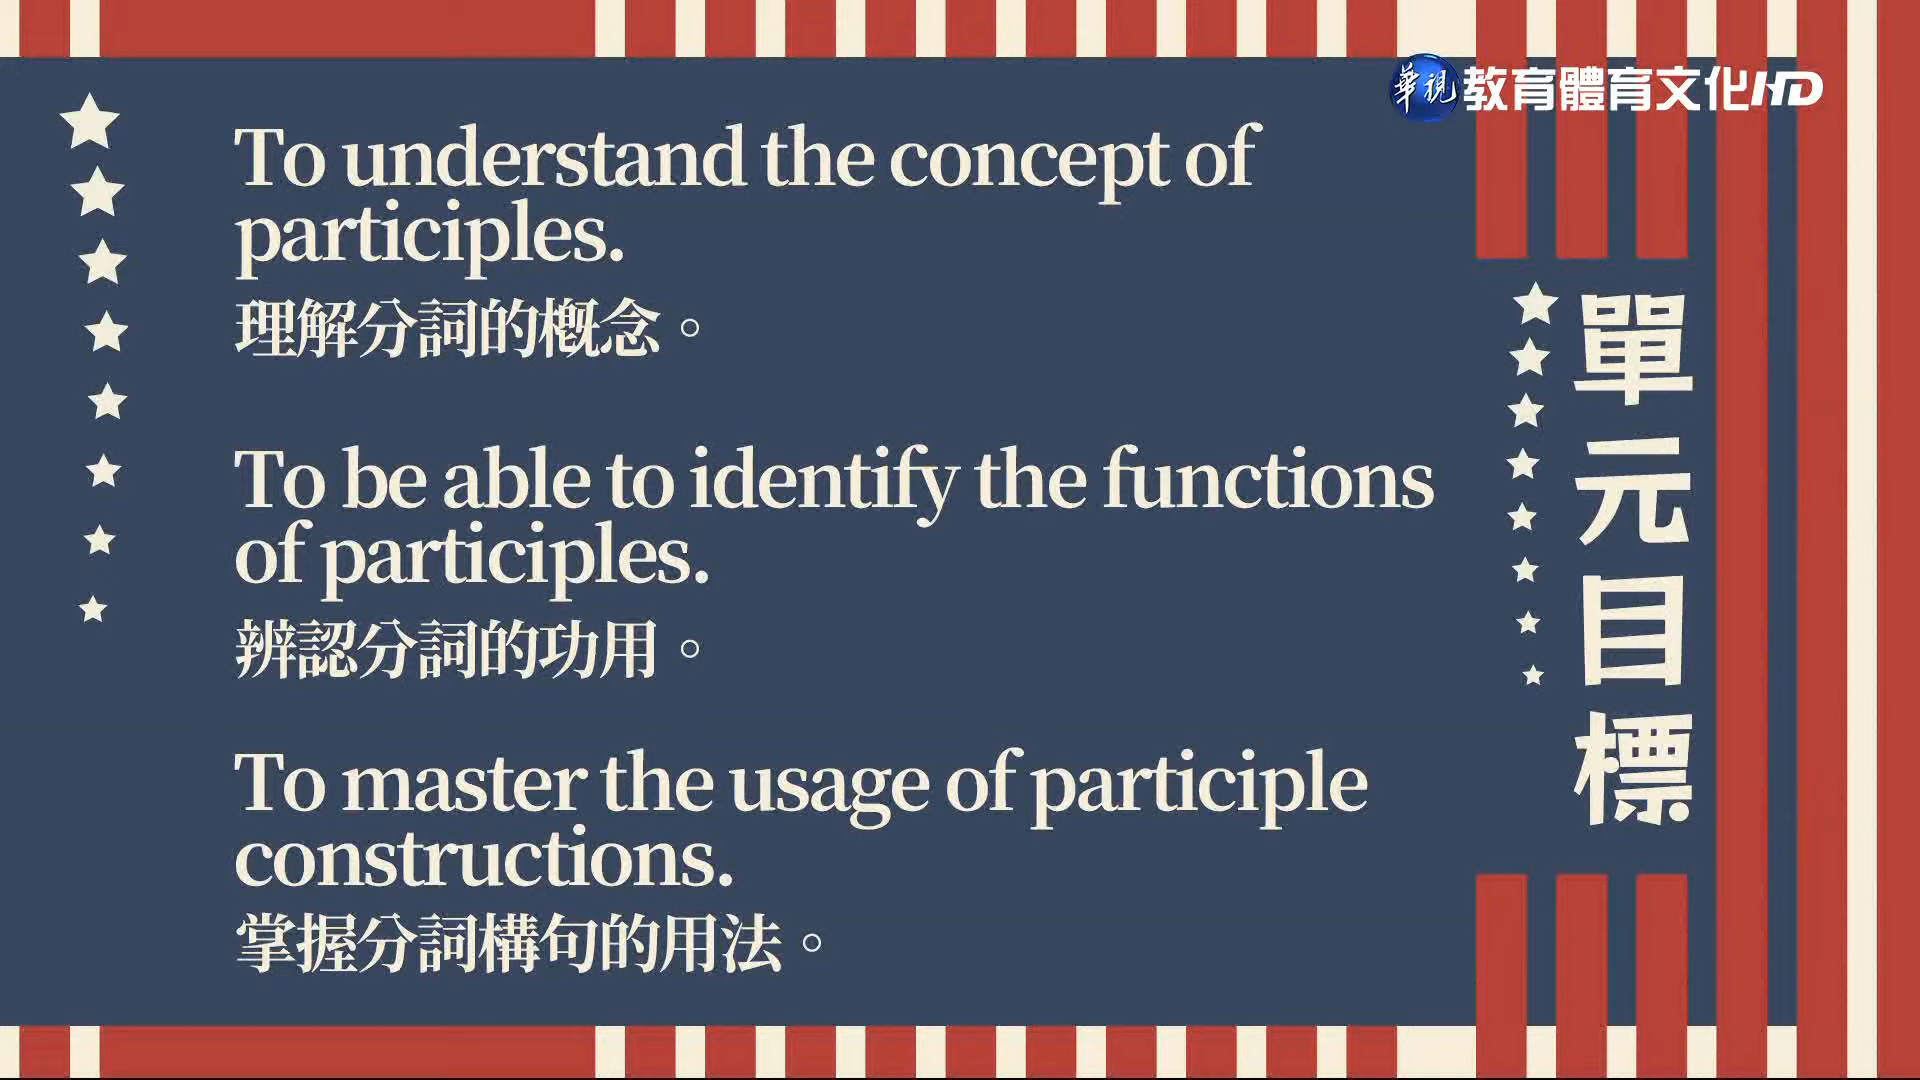 華視 教育體育文化HD
To understand the concept of
participles.
理解分詞的概念。
To be able to identify the functions
of participles.
辨認分詞的功用。
To master the usage of participle
constructions.
掌握分詞構句的用法。
單元目標